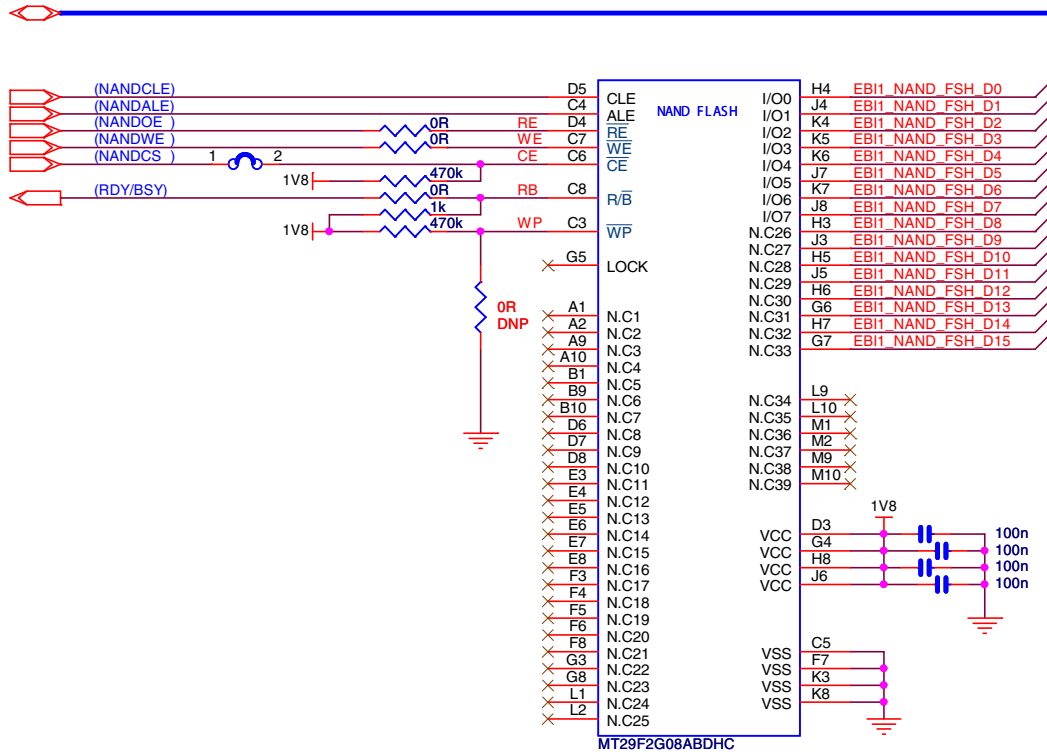 (NANDCLE) D5 CLE
(NANDALE) C4 ALE
(NANDOE ) 0R RE D4 RE
(NANDWE ) 0R WE C7 WE
(NANDCS ) 1 2 CE C6 CE
1V8 470k
(RDY/BSY) 0R RB C8 R/B
1k
1V8 470k WP C3 WP
G5 LOCK
0R
DNP
A1 N.C1
A2 N.C2
A9 N.C3
A10 N.C4
B1 N.C5
B9 N.C6
B10 N.C7
D6 N.C8
D7 N.C9
D8 N.C10
E3 N.C11
E4 N.C12
E5 N.C13
E6 N.C14
E7 N.C15
E8 N.C16
F3 N.C17
F4 N.C18
F5 N.C19
F6 N.C20
F8 N.C21
G3 N.C22
G8 N.C23
L1 N.C24
L2 N.C25
NAND FLASH
I/O0 H4 EBI1_NAND_FSH_D0
I/O1 J4 EBI1_NAND_FSH_D1
I/O2 K4 EBI1_NAND_FSH_D2
I/O3 K5 EBI1_NAND_FSH_D3
I/O4 K6 EBI1_NAND_FSH_D4
I/O5 J7 EBI1_NAND_FSH_D5
I/O6 K7 EBI1_NAND_FSH_D6
I/O7 J8 EBI1_NAND_FSH_D7
N.C26 H3 EBI1_NAND_FSH_D8
N.C27 J3 EBI1_NAND_FSH_D9
N.C28 H5 EBI1_NAND_FSH_D10
N.C29 J5 EBI1_NAND_FSH_D11
N.C30 H6 EBI1_NAND_FSH_D12
N.C31 G6 EBI1_NAND_FSH_D13
N.C32 H7 EBI1_NAND_FSH_D14
N.C33 G7 EBI1_NAND_FSH_D15
N.C34 L9
N.C35 L10
N.C36 M1
N.C37 M2
N.C38 M9
N.C39 M10
1V8
VCC D3 100n
VCC G4 100n
VCC H8 100n
VCC J6 100n
VSS C5
VSS F7
VSS K3
VSS K8
MT29F2G08ABDHC